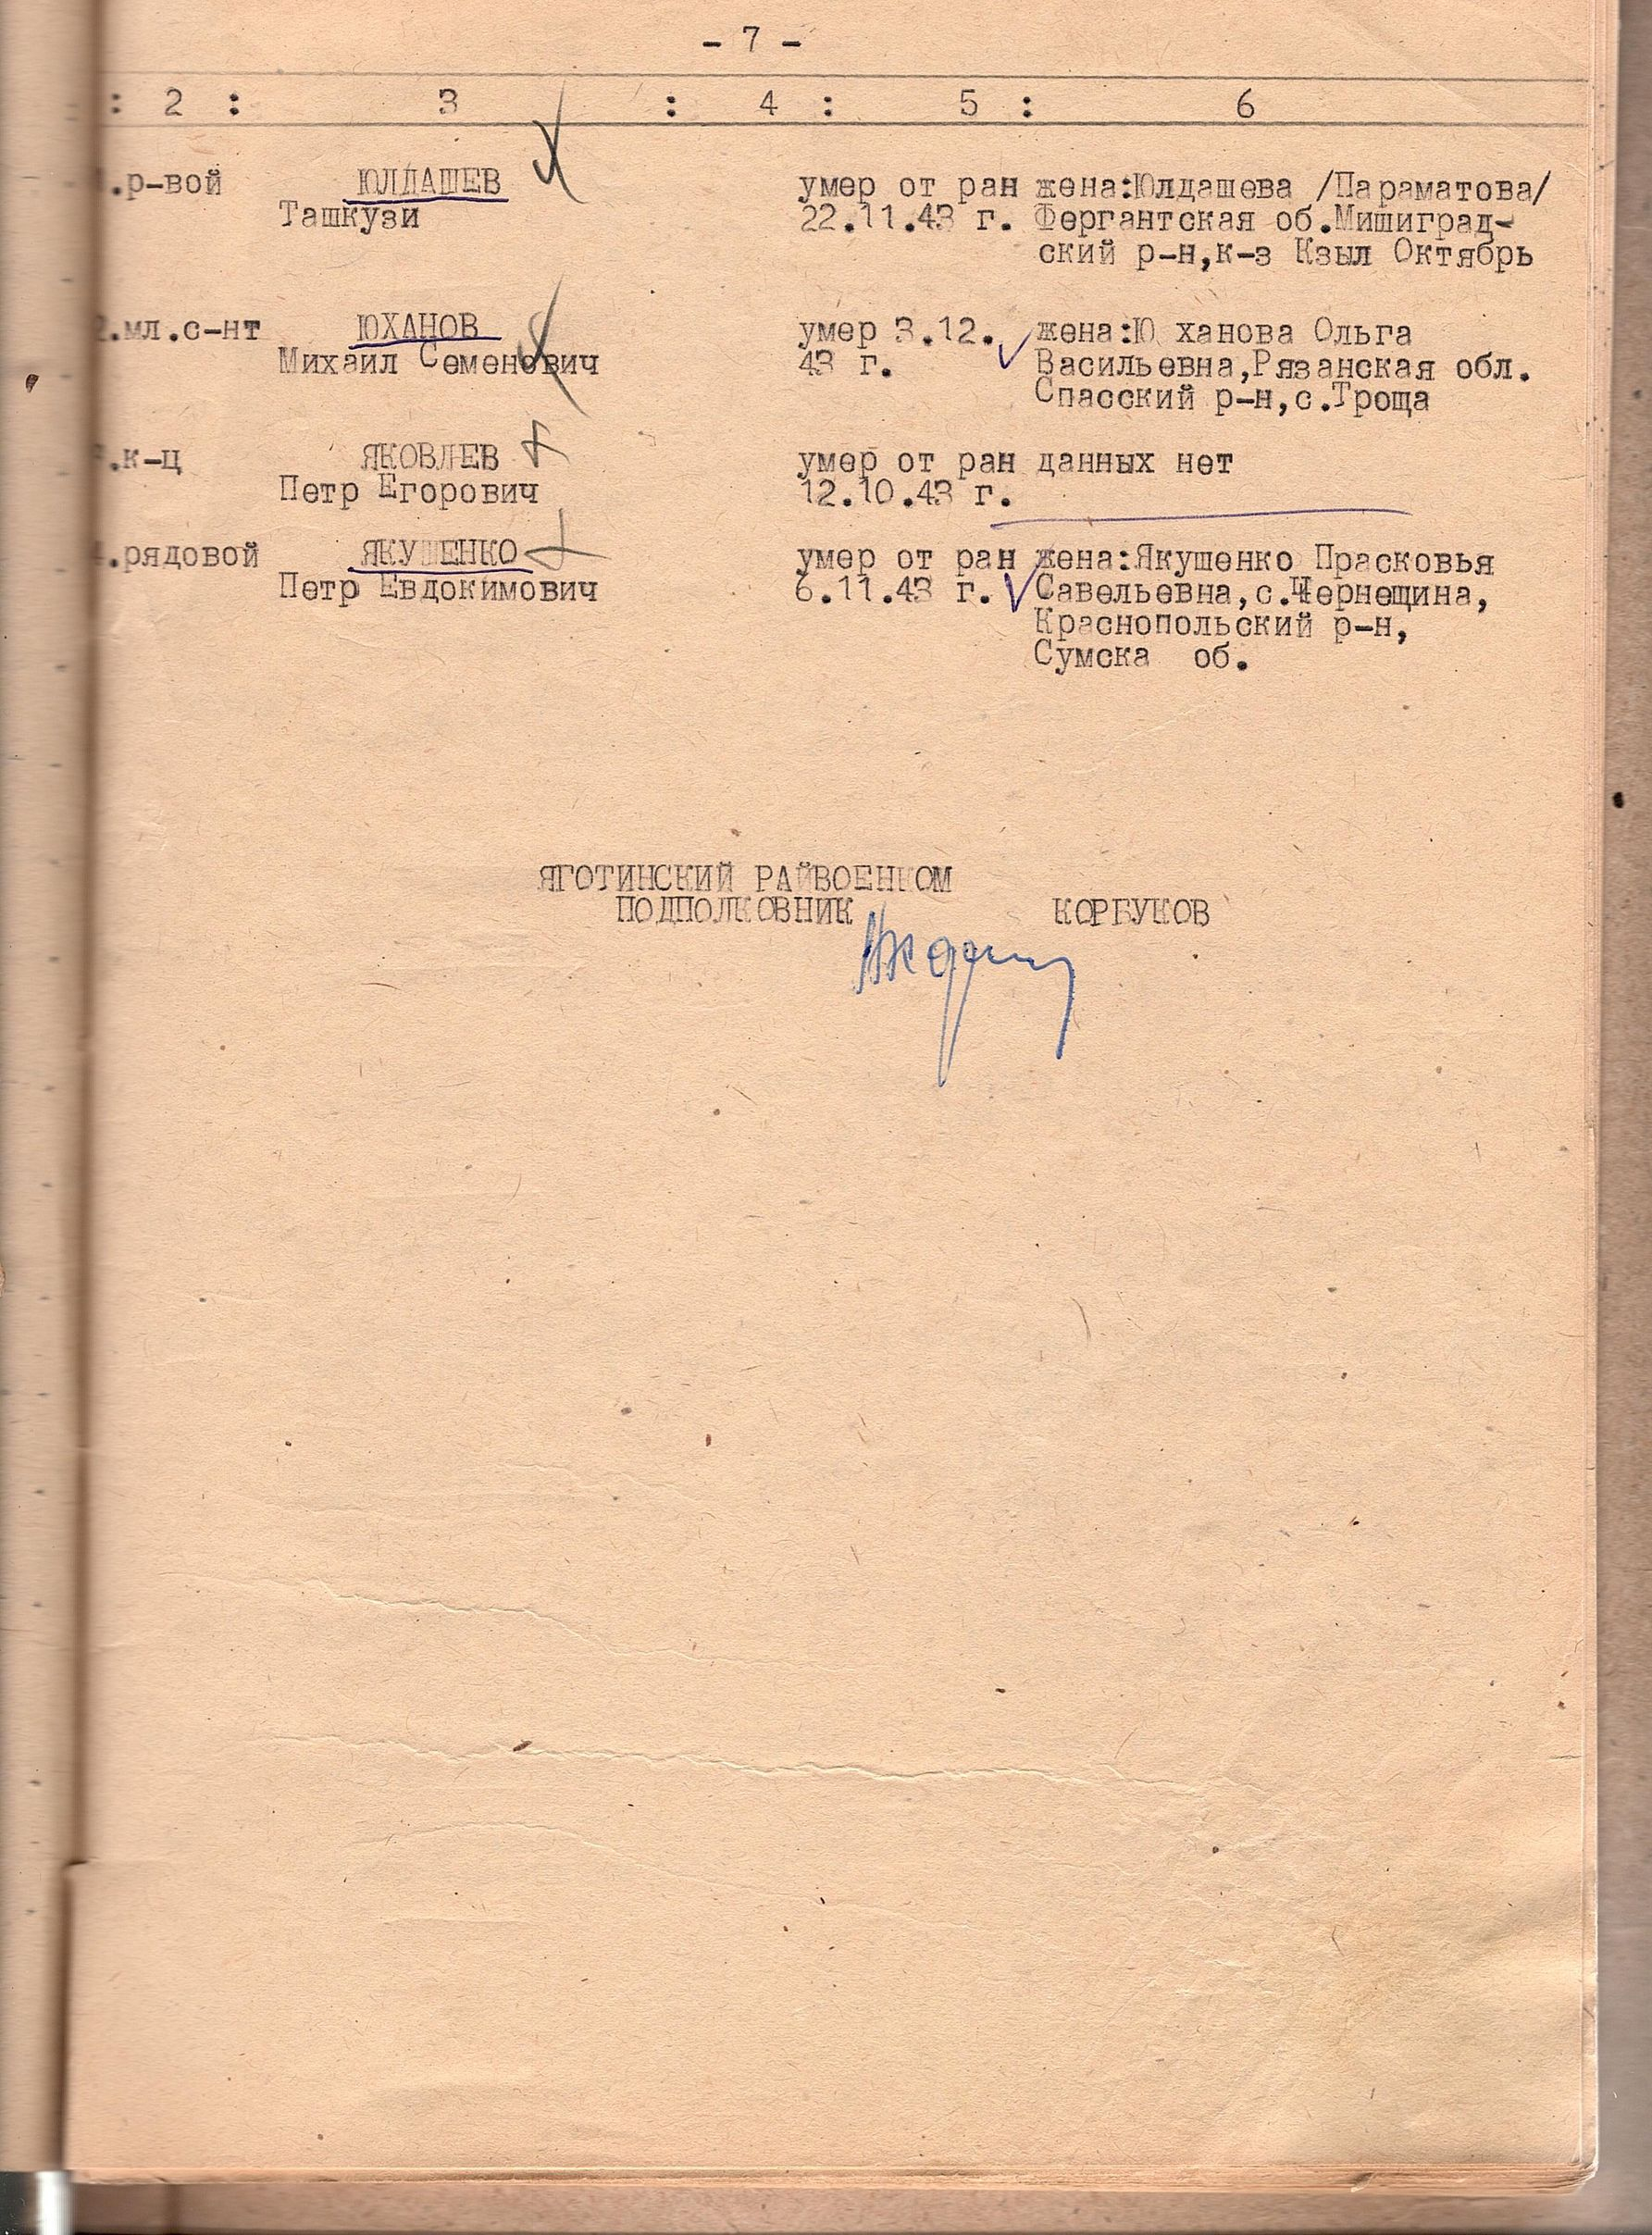 - 7 -
: 2 : 3 : 4 : 5 : 6
.р-вой ЮЛДАШЕВ умер от ран жена:Юлдашева /Параматова/
Ташкузи 22.11.43 г. Фергантская об.Мишиград-
ский р-н,к-з Кзыл Октябрь
2.мл.с-нт ЮХАНОВ умер 3.12. жена:Ю ханова Ольга
Михаил Семенович 43 г. Васильевна,Рязанская обл.
Спасский р-н,с.Троща
.к-ц ЯКОВЛЕВ умер от ран данных нет
Петр Егорович 12.10.43 г.
4.рядовой ЯКУШЕНКО умер от ран жена:Якушенко Прасковья
Петр Евдокимович 6.11.43 г. Савельевна,с.Чернещина,
Краснопольский р-н,
Сумска об.
ЯГОТИНСКИЙ РАЙВОЕНКОМ
ПОДПОЛКОВНИК КОРБУКОВ